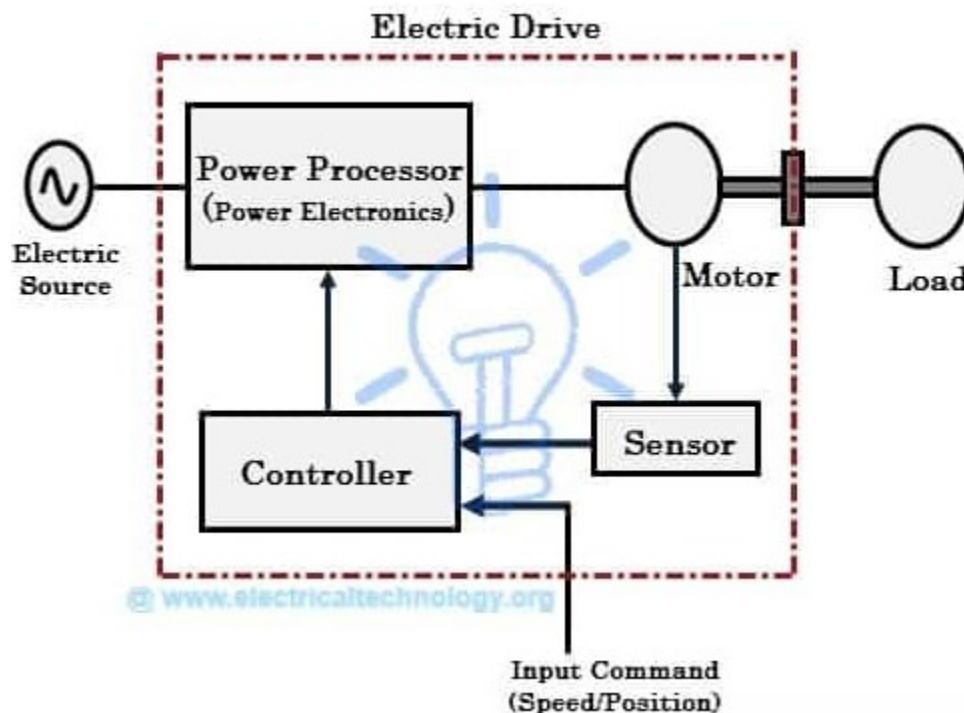 Electric Drive
Power Processor
(Power Electronics)
Electric
Source
Motor
Load
Sensor
Controller
@ www.electricaltechnology.org
Input Command
(Speed/Position)